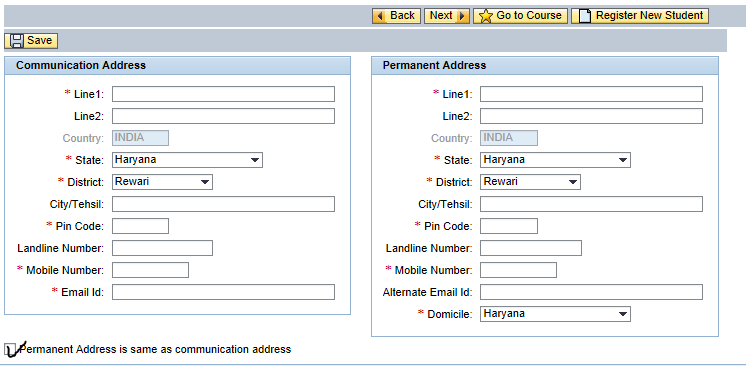 Back Next Go to Course Register New Student
Save
Communication Address
* Line1:
Line2:
Country: INDIA
* State: Haryana
* District: Rewari
City/Tehsil:
* Pin Code:
Landline Number:
* Mobile Number:
* Email Id:
Permanent Address
* Line1:
Line2:
Country: INDIA
* State: Haryana
* District: Rewari
City/Tehsil:
* Pin Code:
Landline Number:
* Mobile Number:
Alternate Email Id:
* Domicile: Haryana
Permanent Address is same as communication address